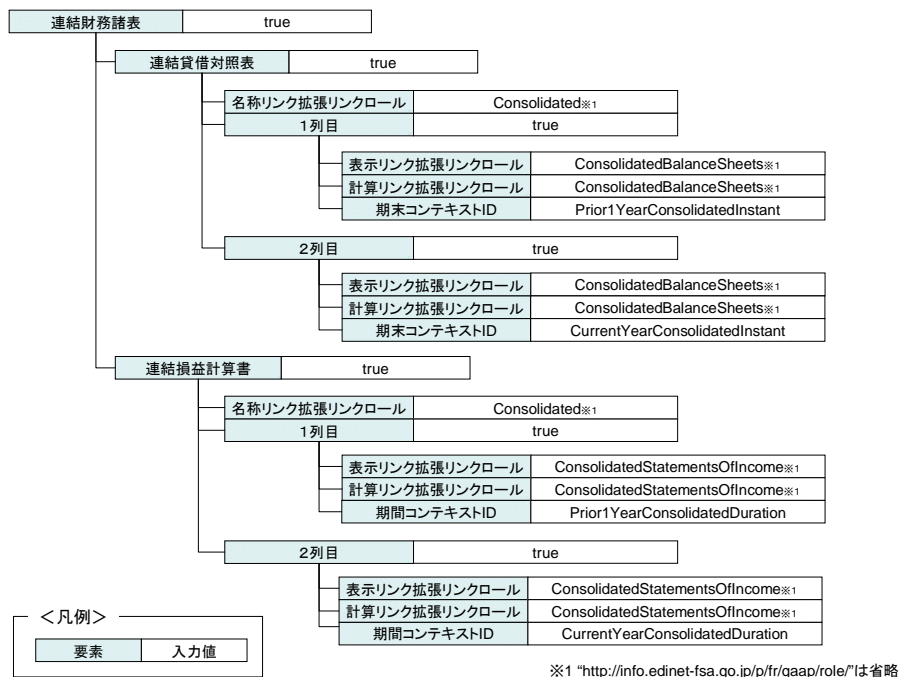 連結財務諸表 true
連結貸借対照表 true
名称リンク拡張リンクロール Consolidated※1
1列目 true
表示リンク拡張リンクロール ConsolidatedBalanceSheets※1
計算リンク拡張リンクロール ConsolidatedBalanceSheets※1
期末コンテキストID Prior1YearConsolidatedInstant
2列目 true
表示リンク拡張リンクロール ConsolidatedBalanceSheets※1
計算リンク拡張リンクロール ConsolidatedBalanceSheets※1
期末コンテキストID CurrentYearConsolidatedInstant
連結損益計算書 true
名称リンク拡張リンクロール Consolidated※1
1列目 true
表示リンク拡張リンクロール ConsolidatedStatementsOfIncome※1
計算リンク拡張リンクロール ConsolidatedStatementsOfIncome※1
期間コンテキストID Prior1YearConsolidatedDuration
2列目 true
表示リンク拡張リンクロール ConsolidatedStatementsOfIncome※1
計算リンク拡張リンクロール ConsolidatedStatementsOfIncome※1
期間コンテキストID CurrentYearConsolidatedDuration
<凡例>
要素 入力値
※1 “http://info.edinet-fsa.go.jp/p/fr/gaap/role/”は省略